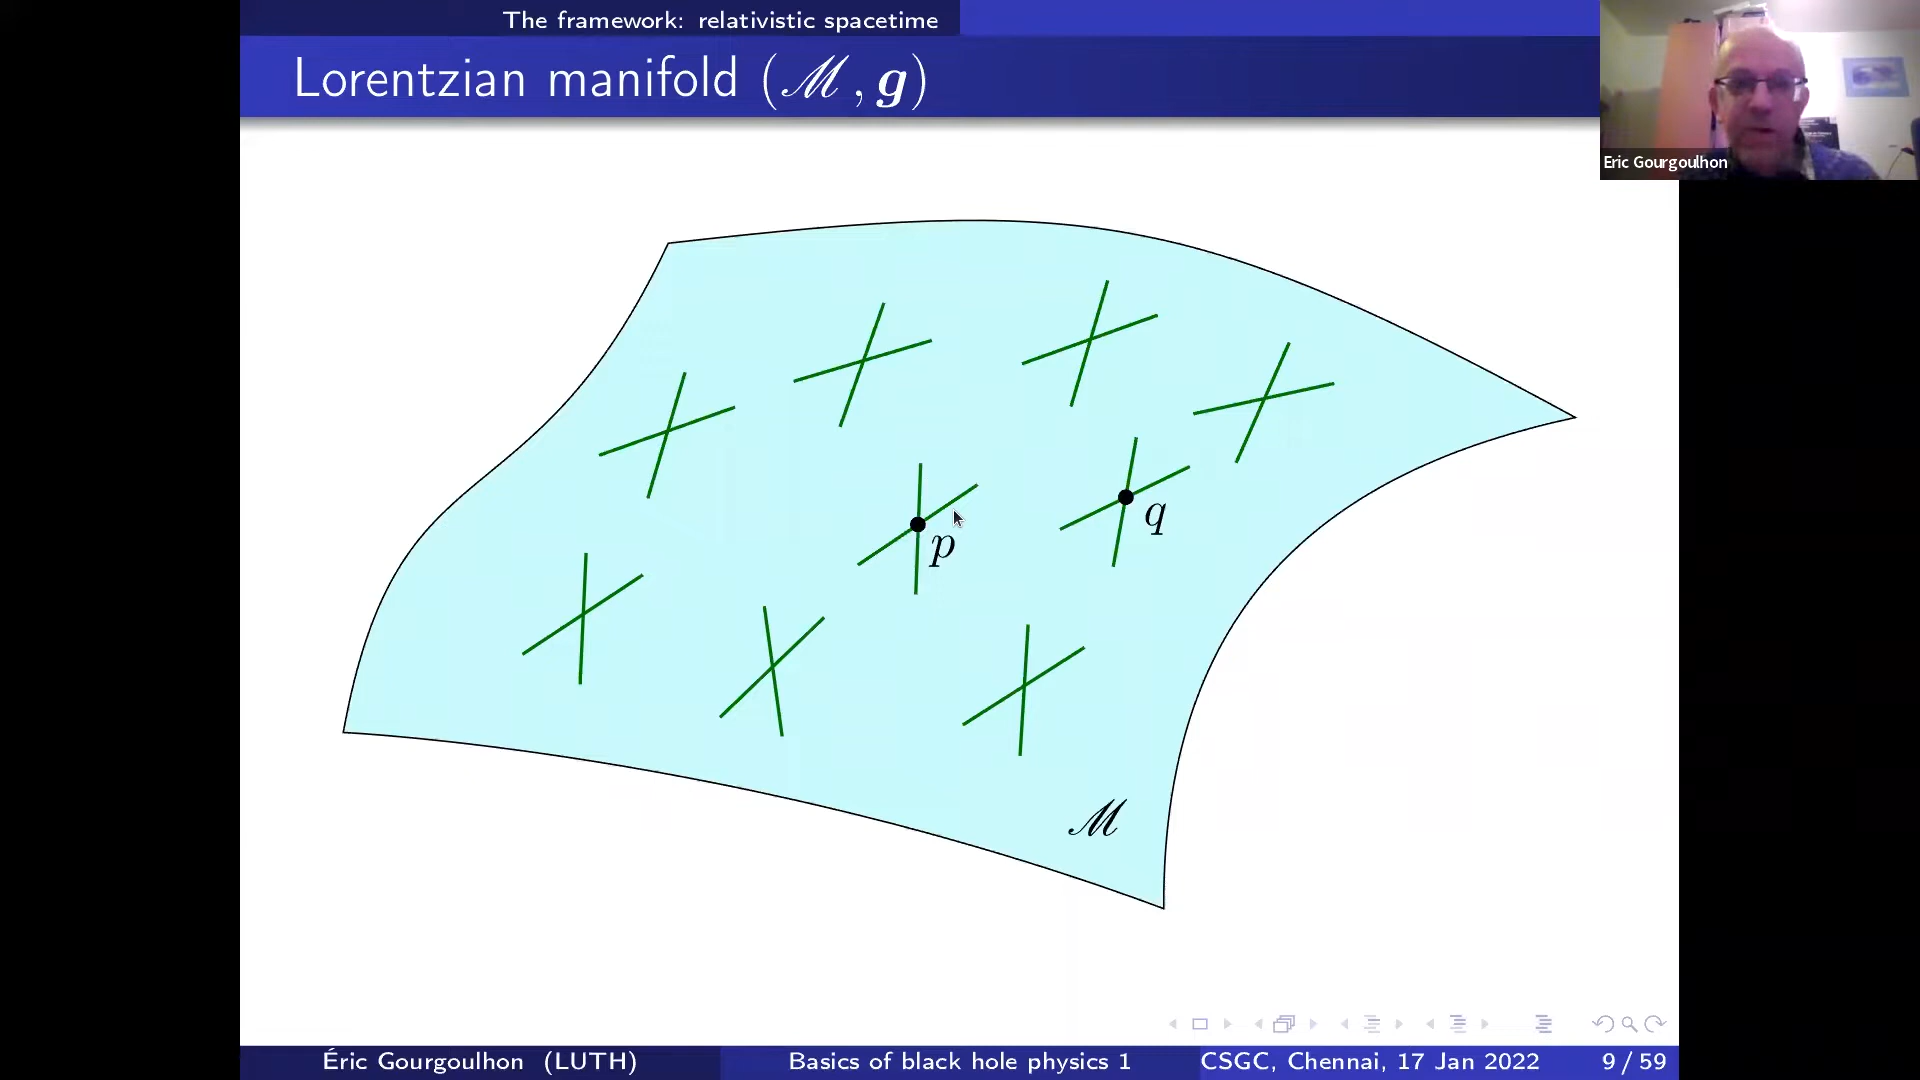 The framework: relativistic spacetime
Lorentzian manifold (ℳ, g)
Eric Gourgoulhon
p
q
ℳ
Éric Gourgoulhon (LUTH)
Basics of black hole physics 1
CSGC, Chennai, 17 Jan 2022
9 / 59